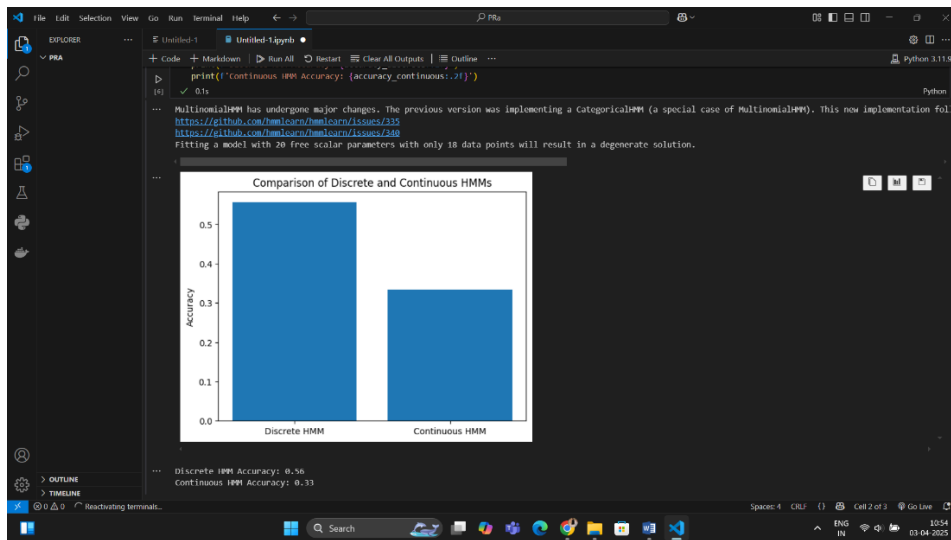 File Edit Selection View Go Run Terminal Help
PRa
EXPLORER
Untitled-1
Untitled-1.ipynb
PRA
+ Code + Markdown Run All Restart Clear All Outputs Outline
Python 3.11.9
print(f'Continuous HMM Accuracy: {accuracy_continuous:.2f}')
[6] 0.1s
Python
MultinomialHMM has undergone major changes. The previous version was implementing a CategoricalHMM (a special case of MultinomialHMM). This new implementation fol
https://github.com/hmmlearn/hmmlearn/issues/335
https://github.com/hmmlearn/hmmlearn/issues/340
Fitting a model with 20 free scalar parameters with only 18 data points will result in a degenerate solution.
Comparison of Discrete and Continuous HMMs
Accuracy
0.5
0.4
0.3
0.2
0.1
0.0
Discrete HMM Continuous HMM
Discrete HMM Accuracy: 0.56
Continuous HMM Accuracy: 0.33
OUTLINE
TIMELINE
0 0 Reactivating terminals...
Spaces: 4 CRLF {} Cell 2 of 3 Go Live
Search
ENG
IN
10:54
03-04-2025